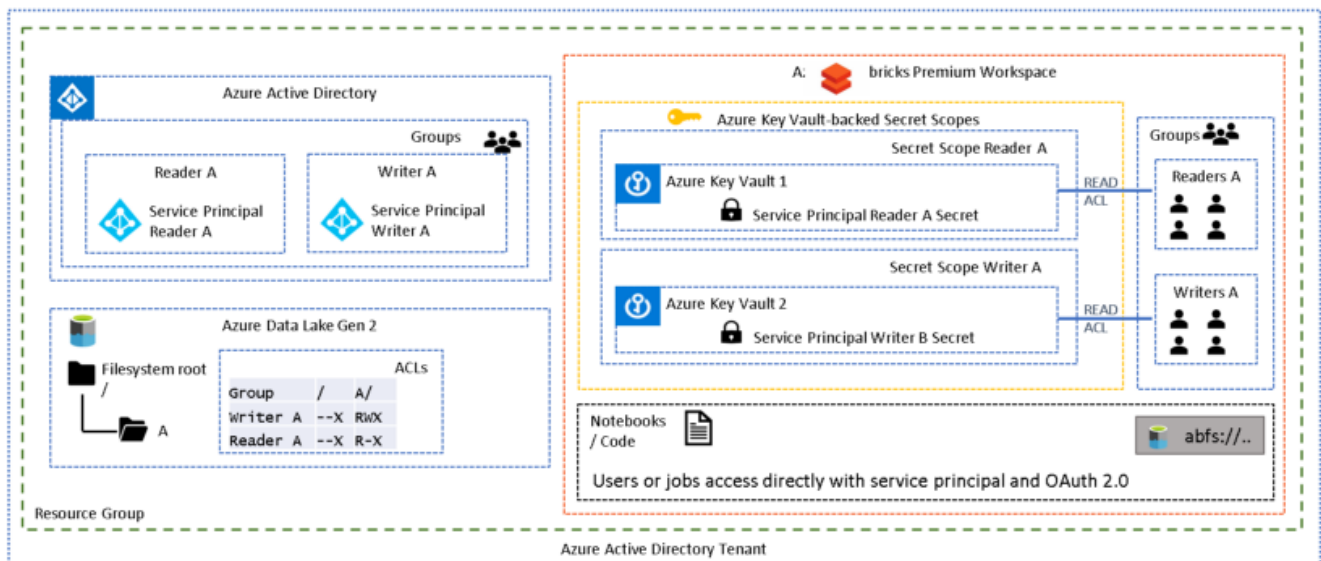 Azure Active Directory
Groups
Reader A
Service Principal
Reader A
Writer A
Service Principal
Writer A
Azure Data Lake Gen 2
Filesystem root
/
A
ACLs
Group / A/
Writer A --X RWX
Reader A --X R-X
Resource Group
A: bricks Premium Workspace
Azure Key Vault-backed Secret Scopes
Secret Scope Reader A
Azure Key Vault 1
Service Principal Reader A Secret
READ
ACL
Secret Scope Writer A
Azure Key Vault 2
Service Principal Writer B Secret
READ
ACL
Groups
Readers A
Writers A
Notebooks
/ Code
abfs://..
Users or jobs access directly with service principal and OAuth 2.0
Azure Active Directory Tenant